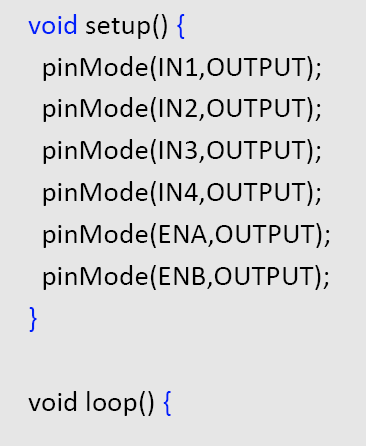 void setup() {
pinMode(IN1,OUTPUT);
pinMode(IN2,OUTPUT);
pinMode(IN3,OUTPUT);
pinMode(IN4,OUTPUT);
pinMode(ENA,OUTPUT);
pinMode(ENB,OUTPUT);
}
void loop() {